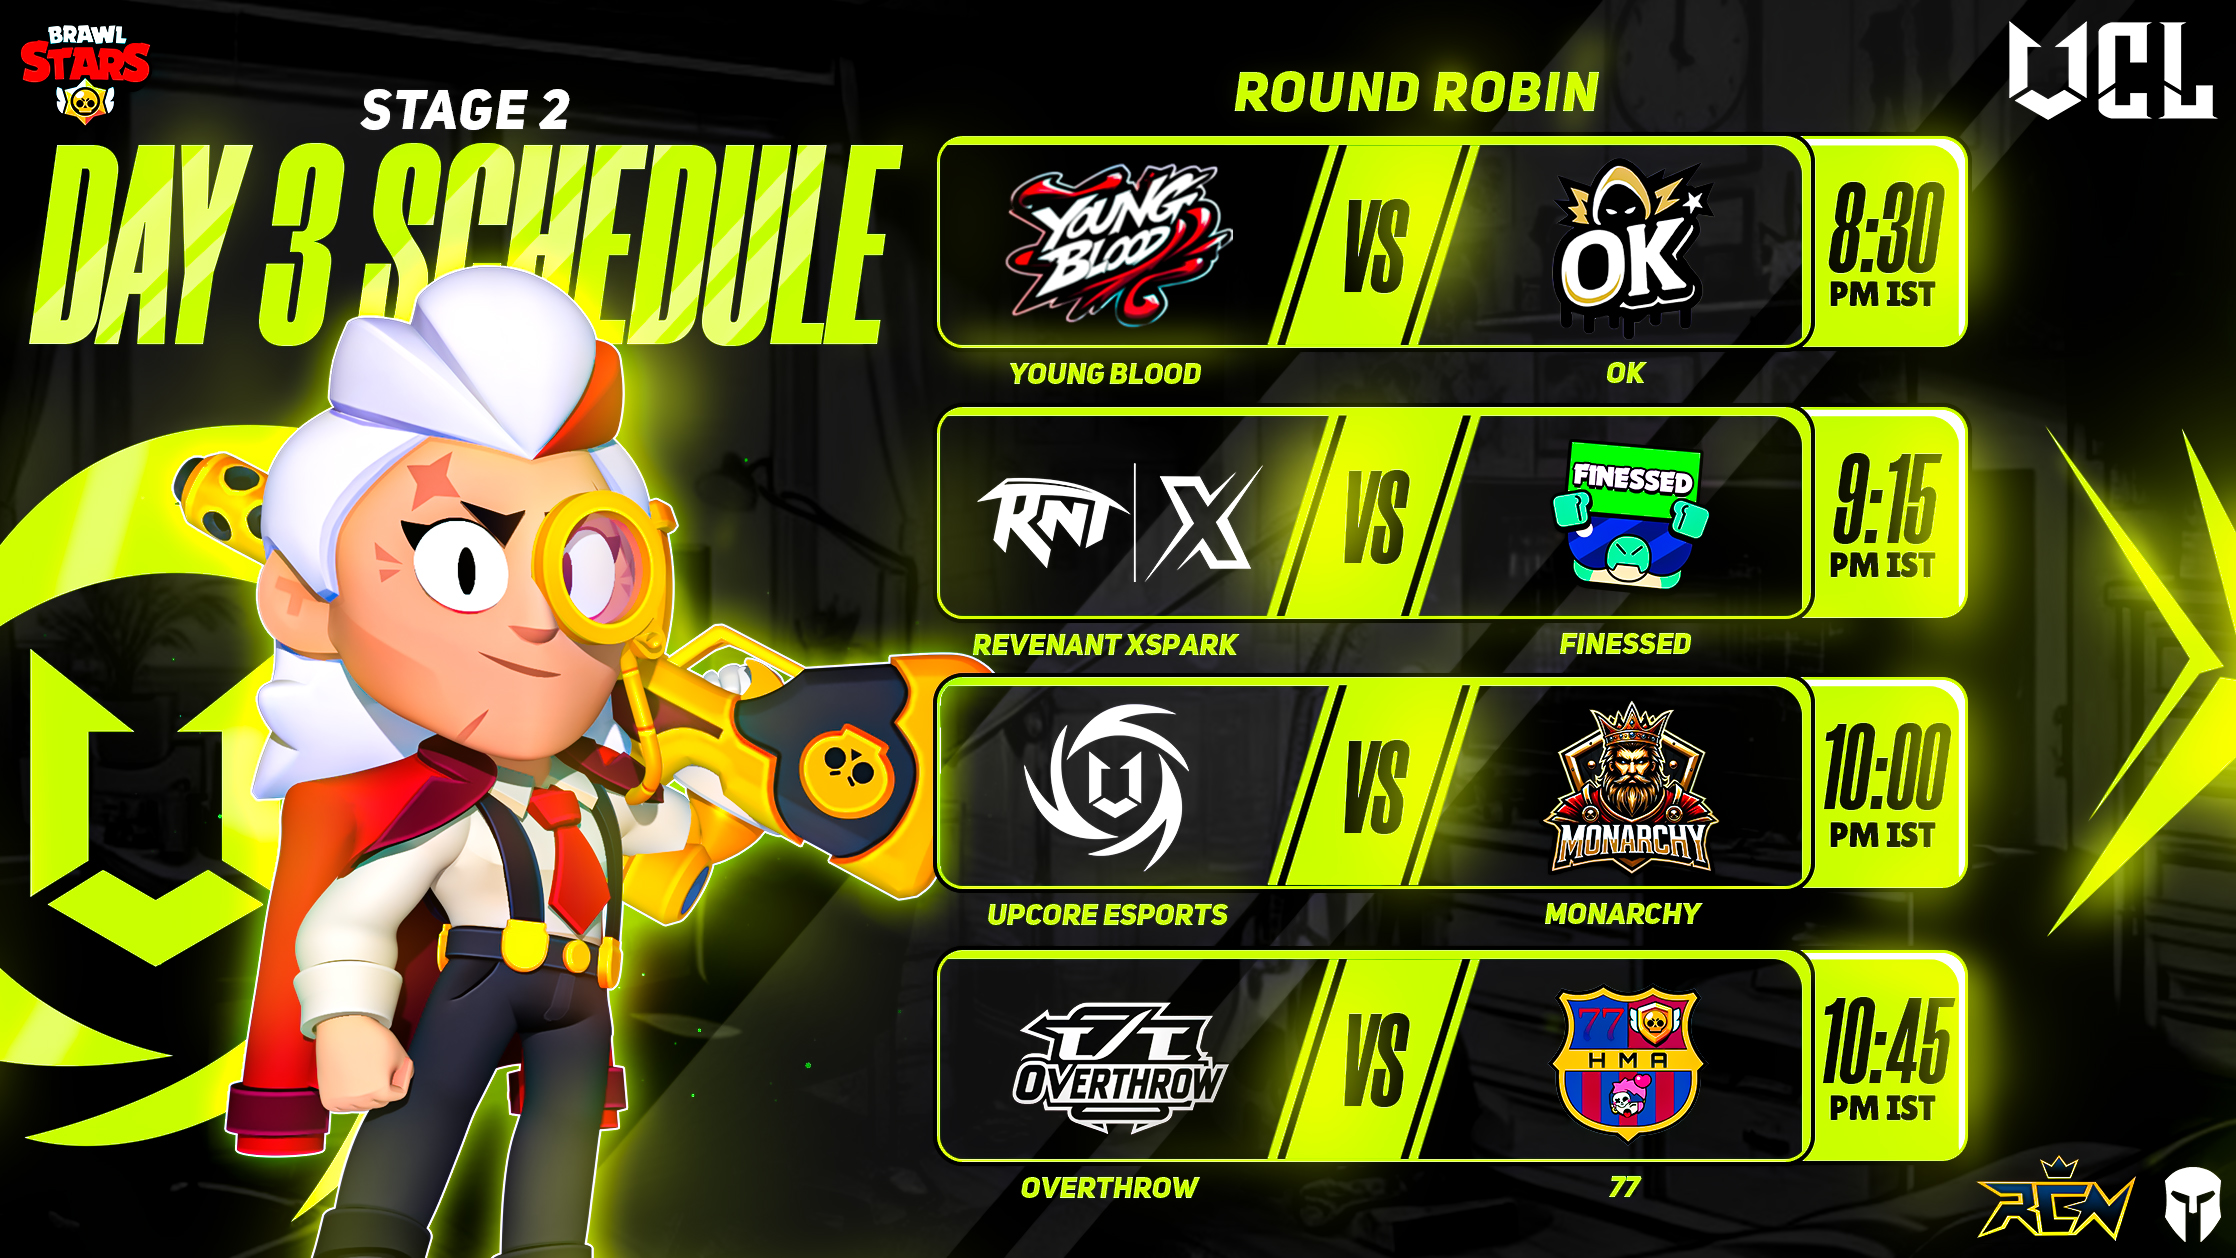 BRAWL
STARS
STAGE 2
DAY 3 SCHEDULE
ROUND ROBIN
UCL
YOUNG
BLOOD
VS
OK
8:30
PM IST
YOUNG BLOOD
OK
RNT X
VS
FINESSED
9:15
PM IST
REVENANT XSPARK
FINESSED
VS
MONARCHY
10:00
PM IST
UPCORE ESPORTS
MONARCHY
OVERTHROW
VS
77
HMA
10:45
PM IST
OVERTHROW
77
RCN